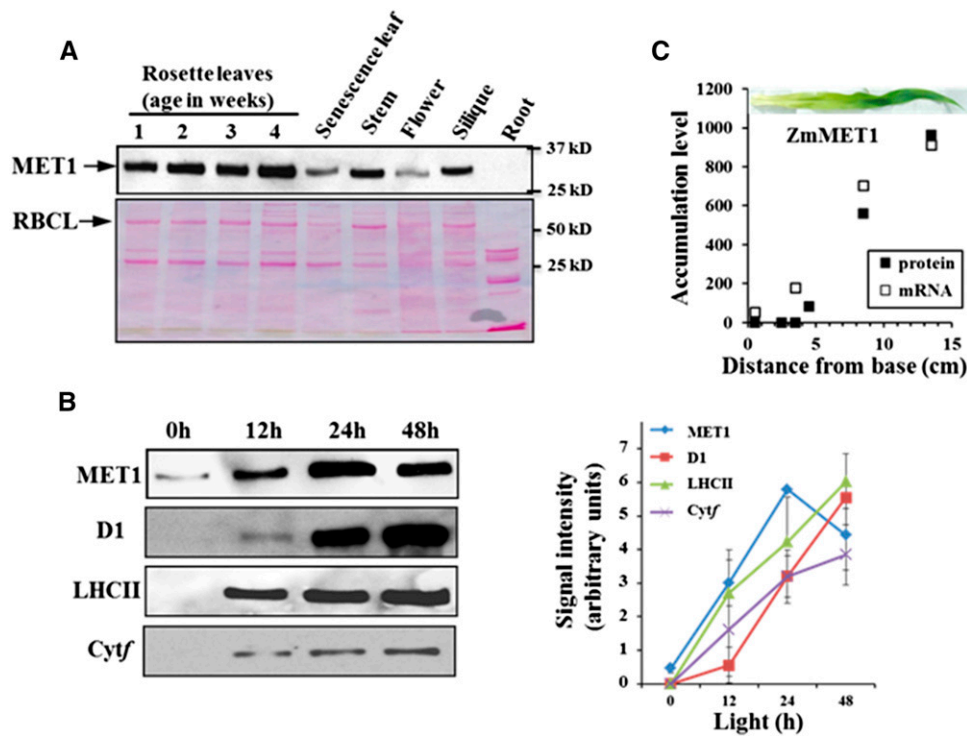 A
Rosette leaves
(age in weeks)
1 2 3 4
Senescence leaf
Stem
Flower
Silique
Root
MET1
37 kD
25 kD
RBCL
50 kD
25 kD
C
1200
1000
800
600
400
200
0
Accumulation level
ZmMET1
protein
mRNA
0 5 10 15
Distance from base (cm)
B
0h 12h 24h 48h
MET1
D1
LHCII
Cytf
MET1
D1
LHCII
Cytf
7
6
5
4
3
2
1
0
Signal intensity
(arbitrary units)
0 12 24 48
Light (h)